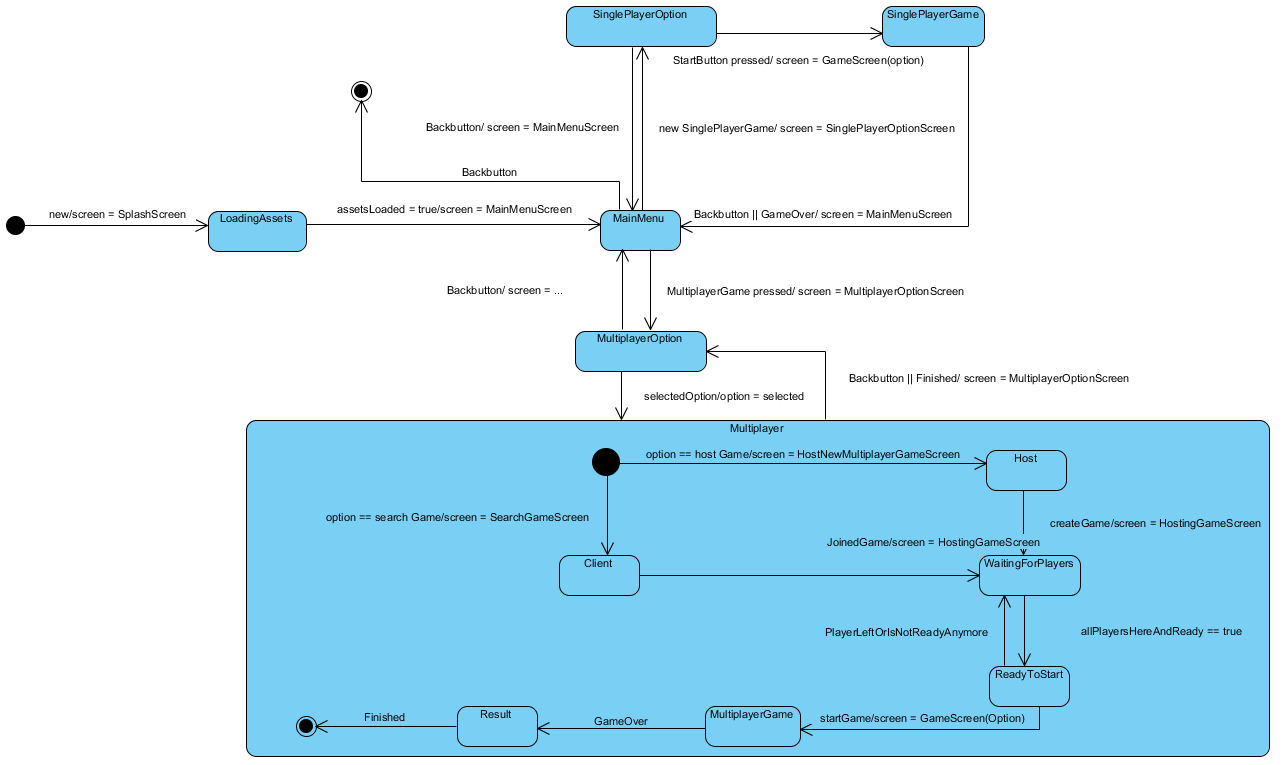 SinglePlayerOption
SinglePlayerGame
StartButton pressed/ screen = GameScreen(option)
Backbutton/ screen = MainMenuScreen
new SinglePlayerGame/ screen = SinglePlayerOptionScreen
Backbutton
new/screen = SplashScreen
LoadingAssets
assetsLoaded = true/screen = MainMenuScreen
MainMenu
Backbutton || GameOver/ screen = MainMenuScreen
Backbutton/ screen = ...
MultiplayerGame pressed/ screen = MultiplayerOptionScreen
MultiplayerOption
Backbutton || Finished/ screen = MultiplayerOptionScreen
selectedOption/option = selected
Multiplayer
option == host Game/screen = HostNewMultiplayerGameScreen
Host
option == search Game/screen = SearchGameScreen
createGame/screen = HostingGameScreen
JoinedGame/screen = HostingGameScreen
Client
WaitingForPlayers
PlayerLeftOrIsNotReadyAnymore
allPlayersHereAndReady == true
ReadyToStart
Finished
Result
GameOver
MultiplayerGame
startGame/screen = GameScreen(Option)